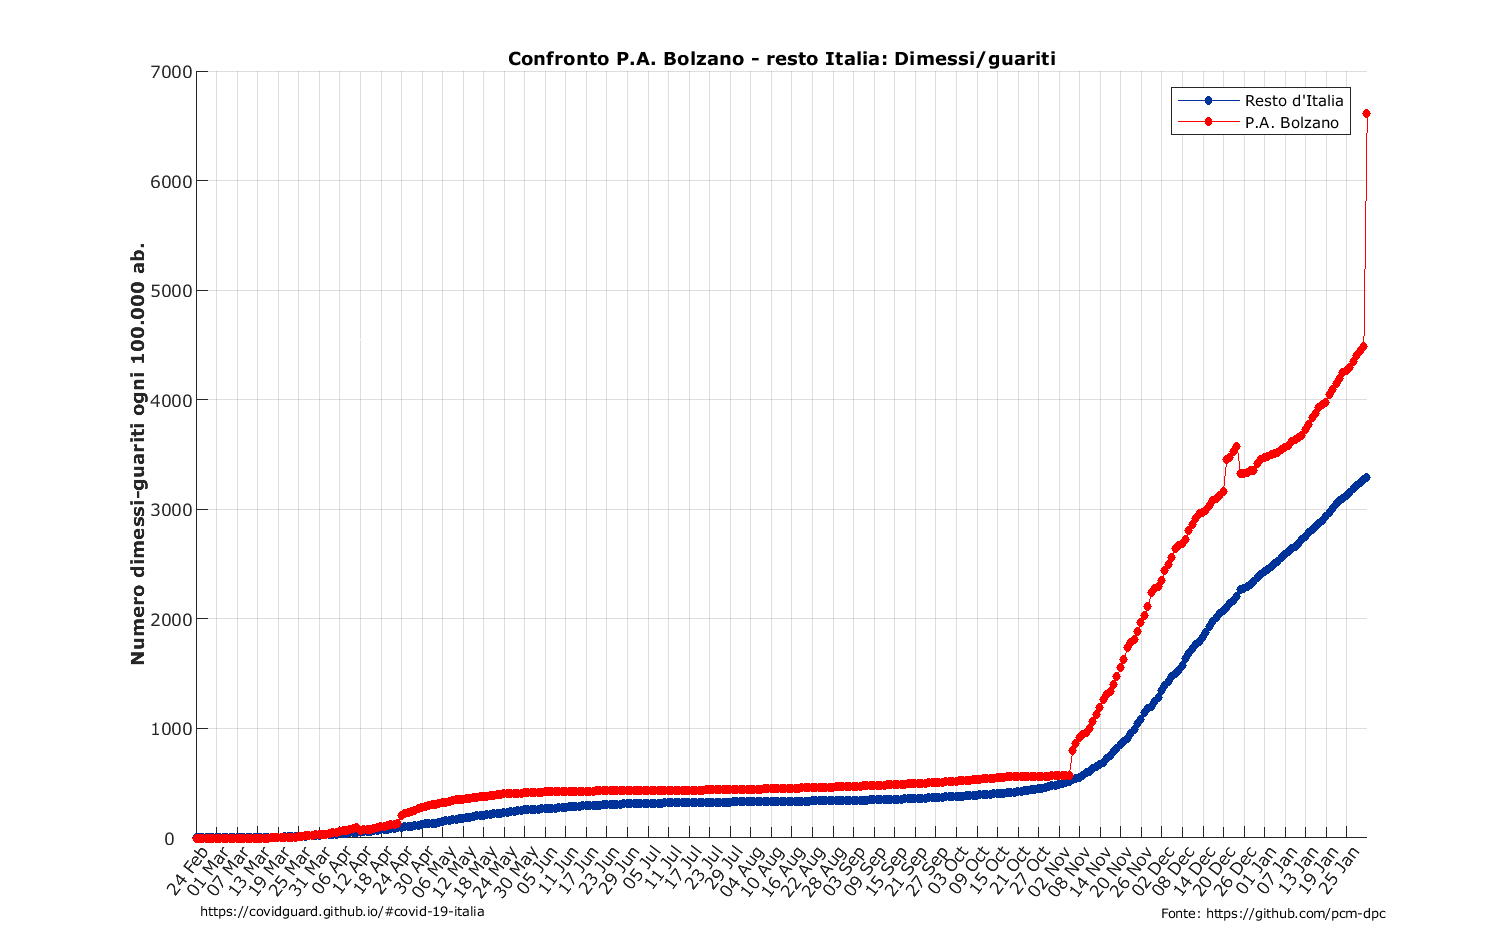 Confronto P.A. Bolzano - resto Italia: Dimessi/guariti
Resto d'Italia
P.A. Bolzano
Numero dimessi-guariti ogni 100.000 ab.
7000
6000
5000
4000
3000
2000
1000
0
24 Feb
01 Mar
07 Mar
13 Mar
19 Mar
25 Mar
31 Mar
06 Apr
12 Apr
18 Apr
24 Apr
30 Apr
06 May
12 May
18 May
24 May
30 May
05 Jun
11 Jun
17 Jun
23 Jun
29 Jun
05 Jul
11 Jul
17 Jul
23 Jul
29 Jul
04 Aug
10 Aug
16 Aug
22 Aug
28 Aug
03 Sep
09 Sep
15 Sep
21 Sep
27 Sep
03 Oct
09 Oct
15 Oct
21 Oct
27 Oct
02 Nov
08 Nov
14 Nov
20 Nov
26 Nov
02 Dec
08 Dec
14 Dec
20 Dec
26 Dec
01 Jan
07 Jan
13 Jan
19 Jan
25 Jan
https://covidguard.github.io/#covid-19-italia
Fonte: https://github.com/pcm-dpc